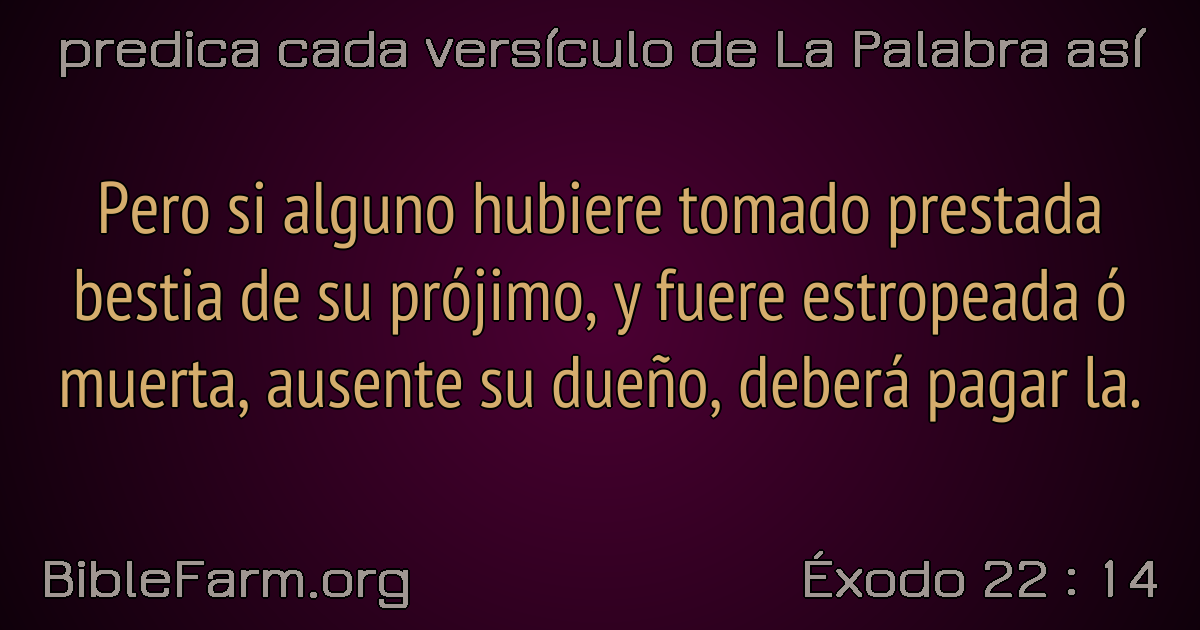 predica cada versículo de La Palabra así
Pero si alguno hubiere tomado prestada
bestia de su prójimo, y fuere estropeada ó
muerta, ausente su dueño, deberá pagar la.
BibleFarm.org
Éxodo 22 : 14